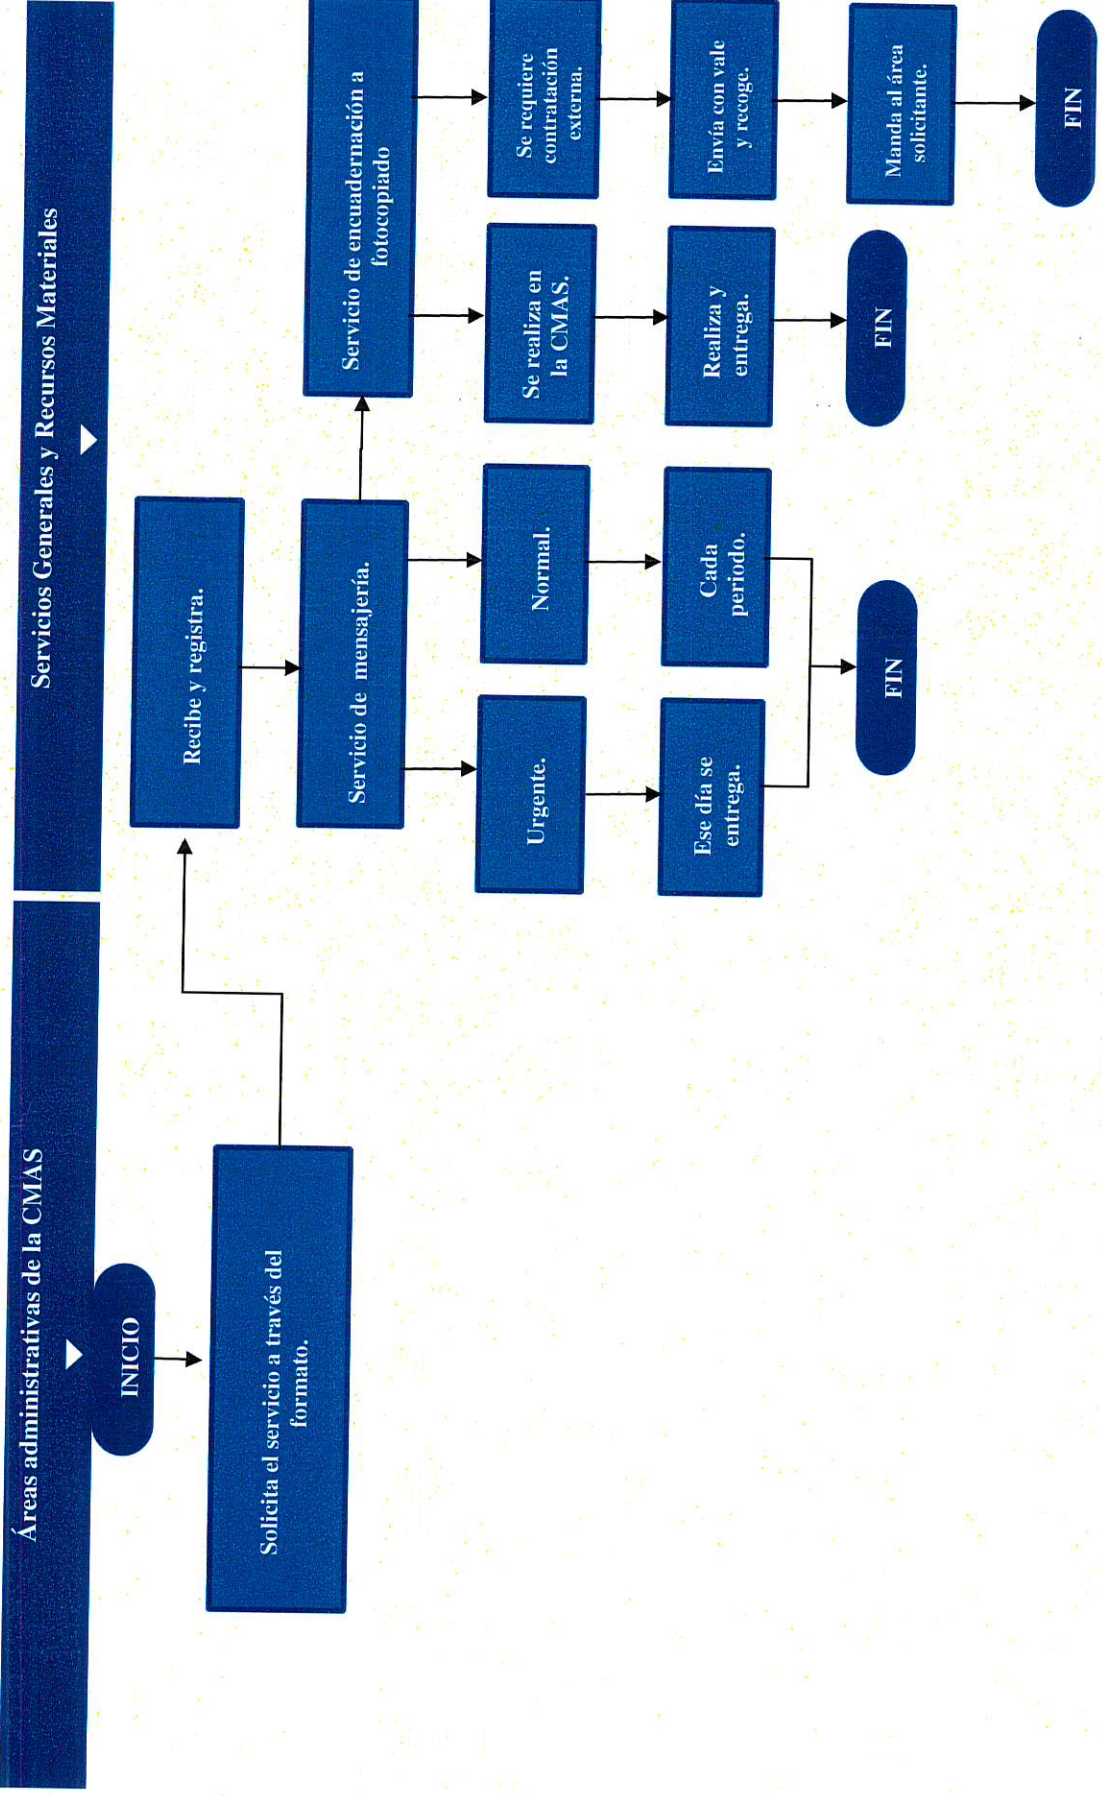 Áreas administrativas de la CMAS
Servicios Generales y Recursos Materiales
INICIO
Solicita el servicio a través del
formato.
Recibe y registra.
Servicio de mensajería.
Servicio de encuadernación a
fotocopiado
Urgente.
Normal.
Se realiza en
la CMAS.
Se requiere
contratación
externa.
Ese día se
entrega.
Cada
periodo.
Realiza y
entrega.
Envía con vale
y recoge.
FIN
FIN
Manda al área
solicitante.
FIN